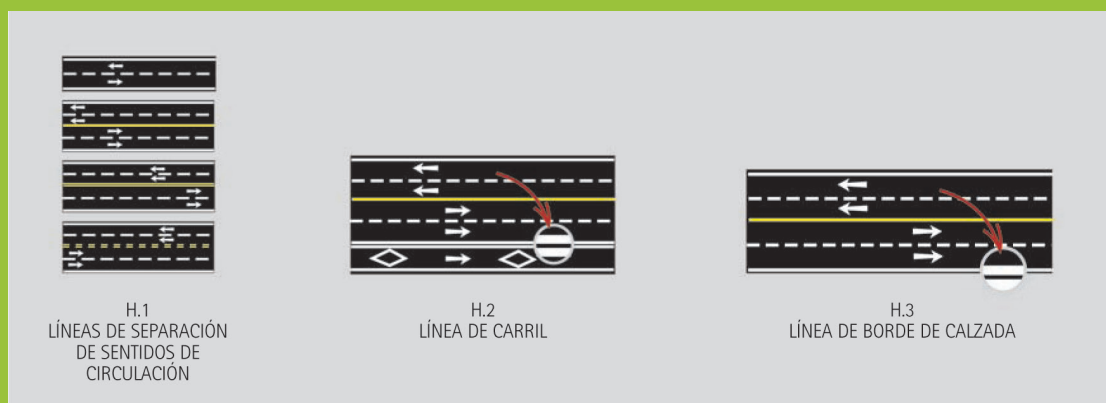 H.1
LÍNEAS DE SEPARACIÓN
DE SENTIDOS DE
CIRCULACIÓN
H.2
LÍNEA DE CARRIL
H.3
LÍNEA DE BORDE DE CALZADA